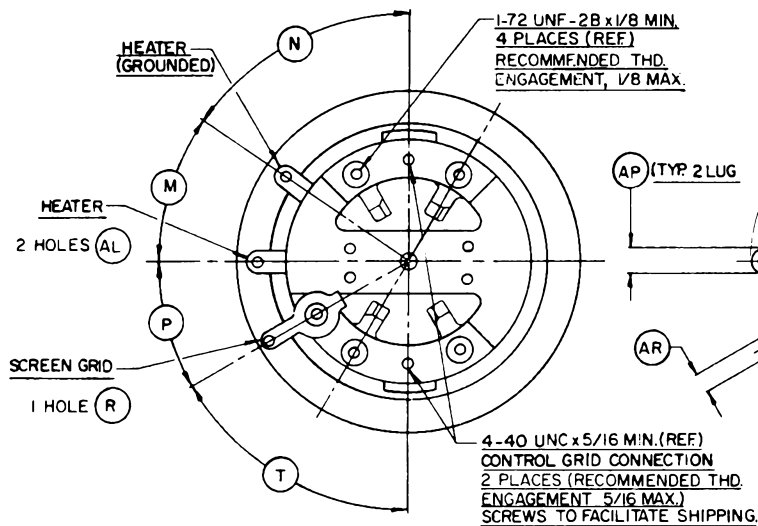 N
1-72 UNF-2B x 1/8 MIN.
4 PLACES (REF.)
RECOMMENDED THD.
ENGAGEMENT, 1/8 MAX.
HEATER
(GROUNDED)
M
AP (TYP. 2 LUG
HEATER
2 HOLES AL
P
SCREEN GRID
1 HOLE R
AR
T
4-40 UNC x 5/16 MIN. (REF.)
CONTROL GRID CONNECTION
2 PLACES (RECOMMENDED THD.
ENGAGEMENT 5/16 MAX.)
SCREWS TO FACILITATE SHIPPING.